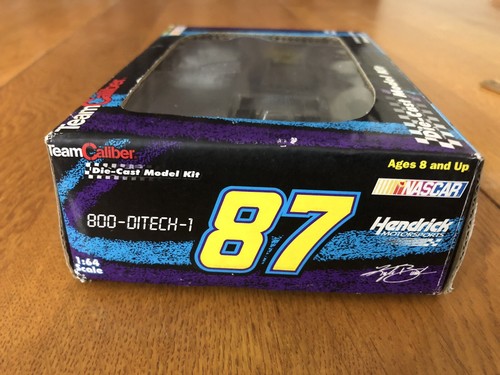 TeamCaliber
Die-Cast Model Kit
Ages 8 and Up
NASCAR
800-DITECH-1
87
Hendrick
MOTORSPORTS
1:64
Scale
Team Caliber